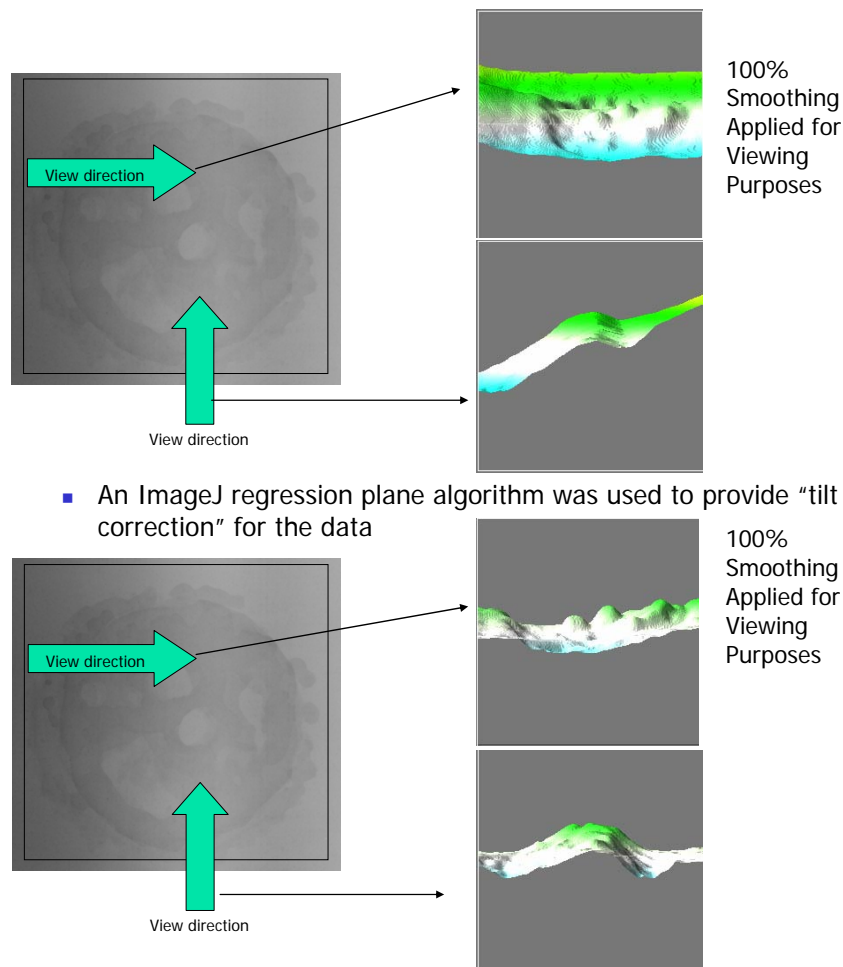 View direction
View direction
100%
Smoothing
Applied for
Viewing
Purposes
▪ An ImageJ regression plane algorithm was used to provide “tilt
correction” for the data
View direction
View direction
100%
Smoothing
Applied for
Viewing
Purposes